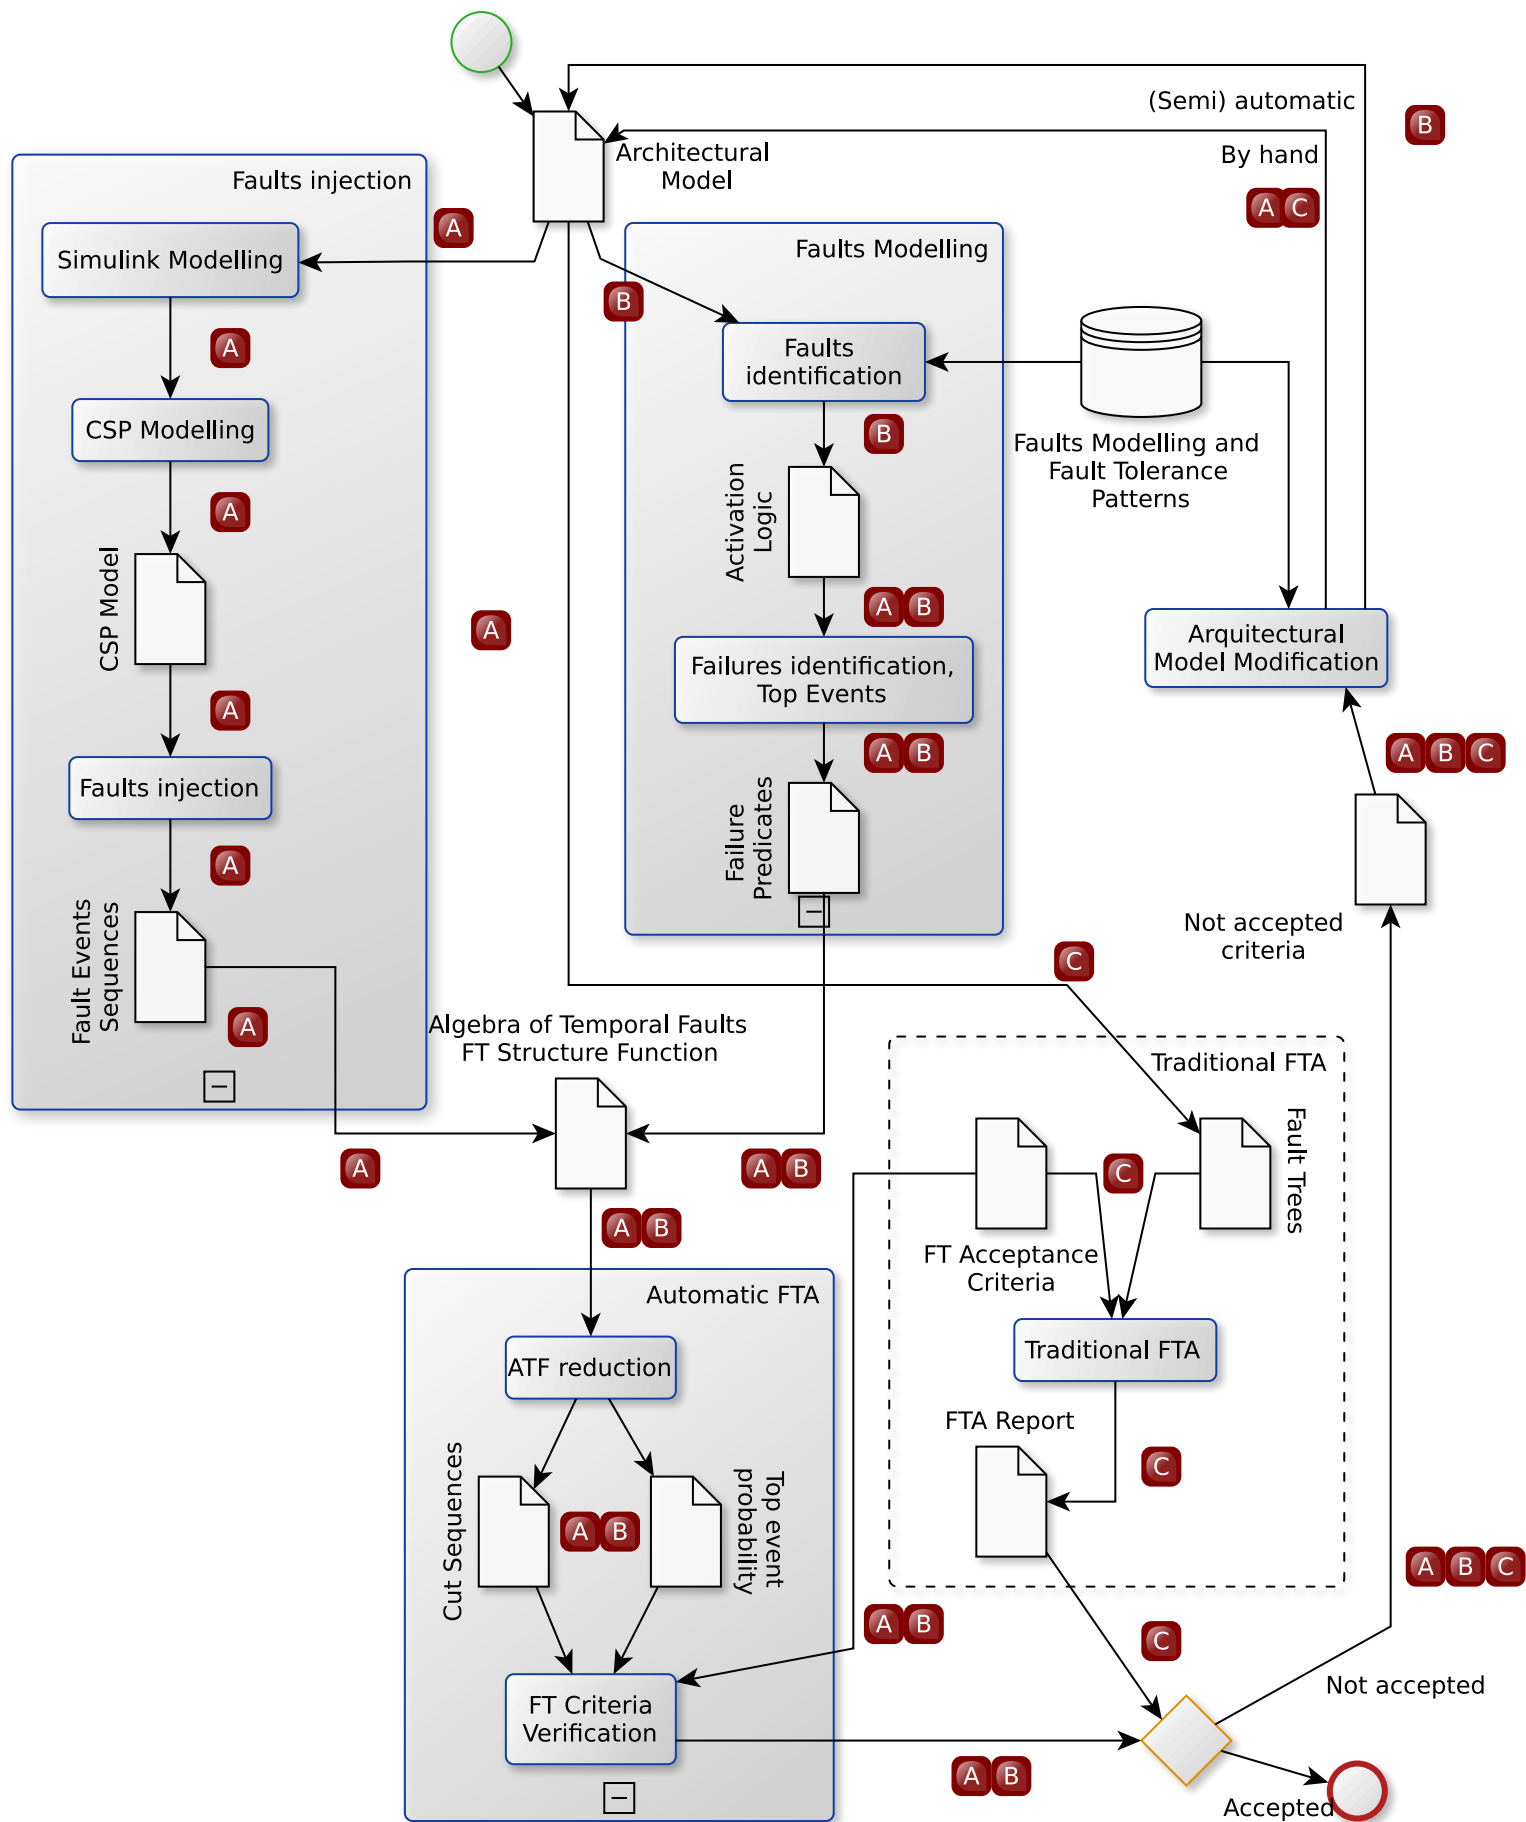 (Semi) automatic
B
By hand
A C
Architectural
Model
Faults injection
A
Simulink Modelling
A
CSP Modelling
A
CSP Model
A
Faults injection
A
Fault Events
Sequences
A
A
A
Faults Modelling
B
Faults
identification
B
Activation
Logic
A B
Failures identification,
Top Events
A B
Failure
Predicates
Faults Modelling and
Fault Tolerance
Patterns
Arquitectural
Model Modification
A B C
Not accepted
criteria
C
Algebra of Temporal Faults
FT Structure Function
A B
A B
Traditional FTA
Fault Trees
C
FT Acceptance
Criteria
Traditional FTA
FTA Report
C
Automatic FTA
ATF reduction
Cut Sequences
A B
Top event
probability
A B
FT Criteria
Verification
A B
C
A B C
Not accepted
Accepted